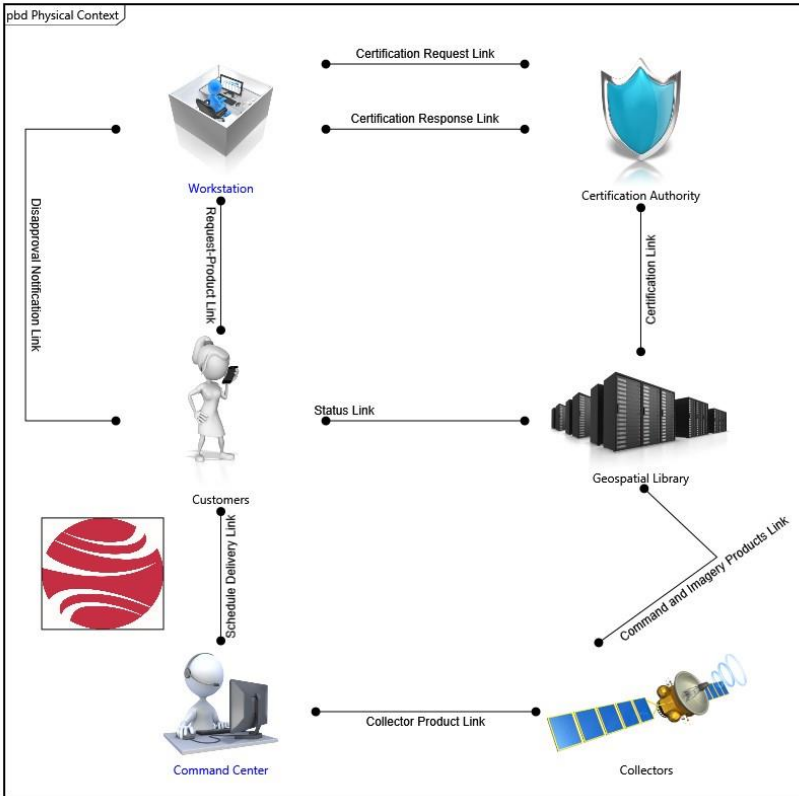 pbd Physical Context
Certification Request Link
Certification Response Link
Workstation
Certification Authority
Disapproval Notification Link
Request-Product Link
Certification Link
Status Link
Customers
Geospatial Library
Schedule Delivery Link
Command and Imagery Products Link
Collector Product Link
Command Center
Collectors